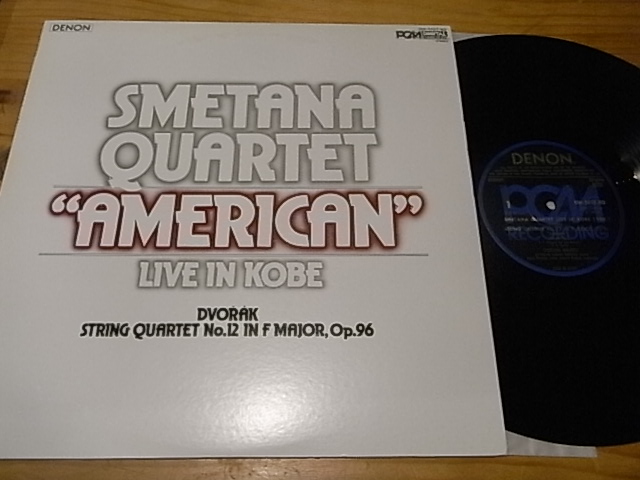 DENON
PCM
SMETANA
QUARTET
“AMERICAN”
LIVE IN KOBE
DVOŘÁK
STRING QUARTET No.12 IN F MAJOR, Op.96
DENON
1
PCM
RECORDING